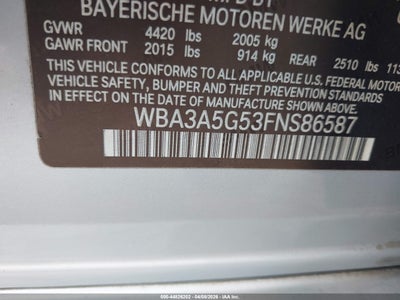 BAYERISCHE MOTOREN WERKE AG
GVWR 4420 lbs 2005 kg
GAWR FRONT 2015 lbs 914 kg REAR 2510 lbs
THIS VEHICLE CONFORMS TO ALL APPLICABLE U.S. FEDERAL MOTOR
VEHICLE SAFETY, BUMPER AND THEFT PREVENTION STANDARDS
IN EFFECT ON THE DATE OF MANUFACTURE SHOWN ABOVE.
WBA3A5G53FNS86587